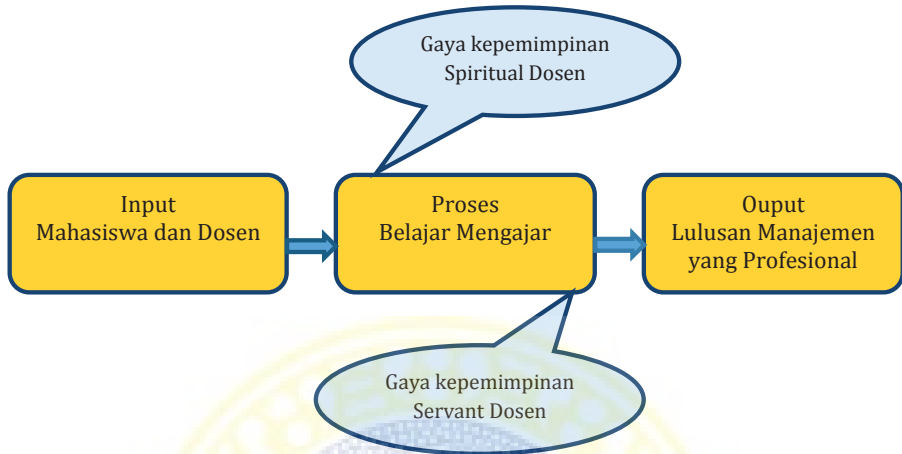 Gaya kepemimpinan
Spiritual Dosen
Input
Mahasiswa dan Dosen
Proses
Belajar Mengajar
Ouput
Lulusan Manajemen
yang Profesional
Gaya kepemimpinan
Servant Dosen